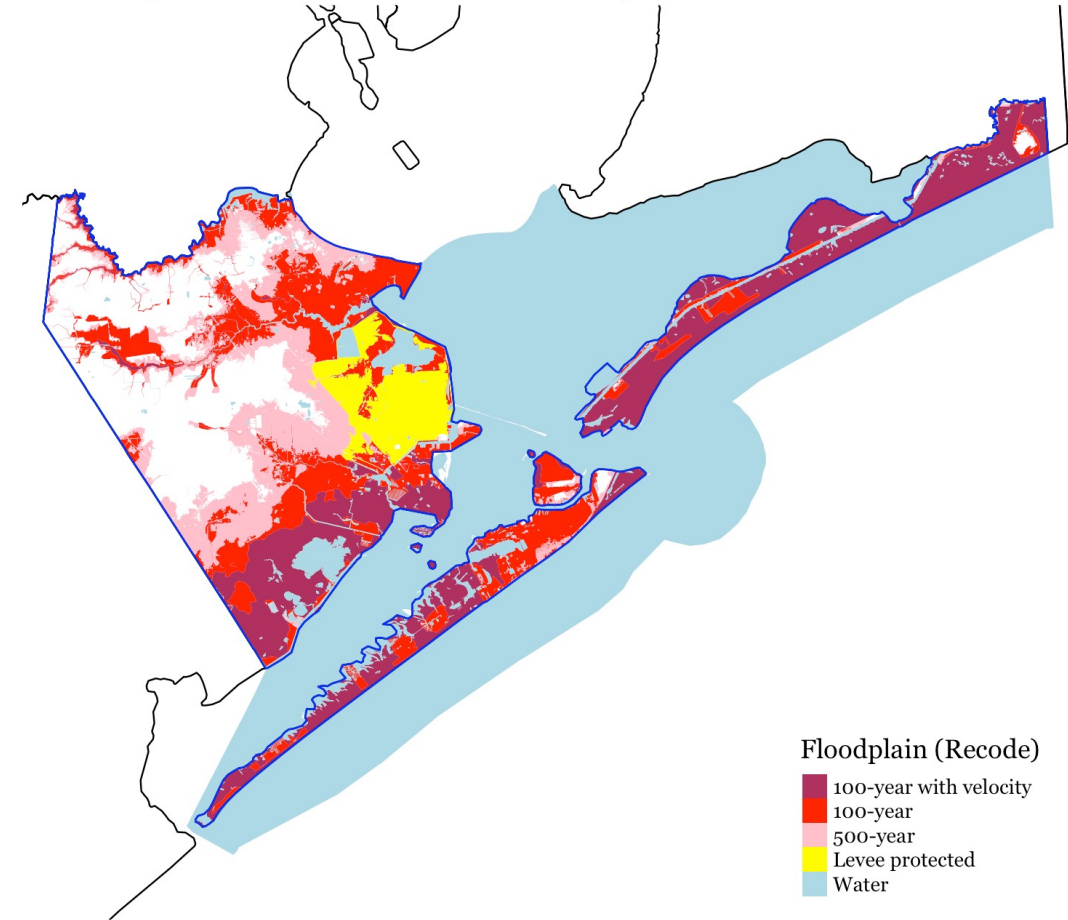 Floodplain (Recode)
100-year with velocity
100-year
500-year
Levee protected
Water